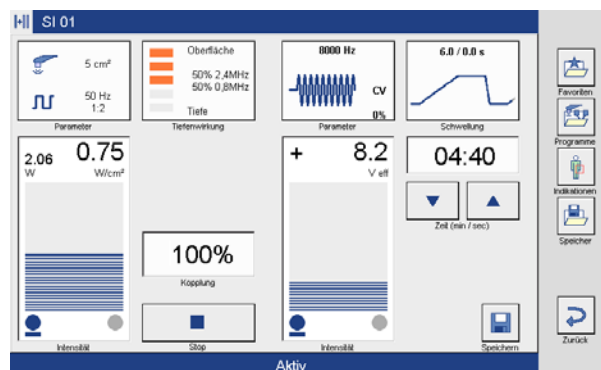 SI 01
5 cm²
50 Hz
1:2
Parameter
Oberfläche
50% 2,4MHz
50% 0,8MHz
Tiefe
Tiefenwirkung
8000 Hz
CV
0%
Parameter
6.0 / 0.0 s
Schwellung
Favoriten
Programme
Indikationen
Speicher
Zurück
2.06 0.75
W W/cm²
Intensität
100%
Kopplung
Stop
+ 8.2
V eff
Intensität
04:40
Zeit (min / sec)
Speichern
Aktiv